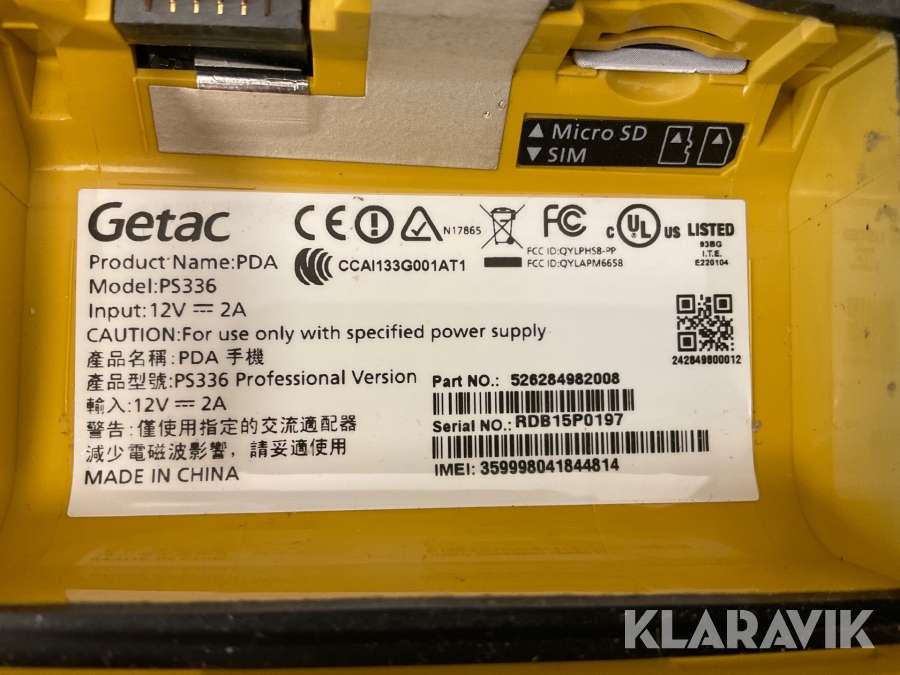 ▲ Micro SD
▼ SIM
Getac
N17865
FCC ID:QYLPHS8-PP
FCC ID:QYLAPM6658
c UL US LISTED
93BG
I.T.E.
E220104
Product Name:PDA
CCAI133G001AT1
Model:PS336
Input:12V ⎓ 2A
CAUTION:For use only with specified power supply
242849800012
產品名稱:PDA 手機
產品型號:PS336 Professional Version
輸入:12V ⎓ 2A
警告:僅使用指定的交流適配器
減少電磁波影響，請妥適使用
MADE IN CHINA
Part NO.: 526284982008
Serial NO.: RDB15P0197
IMEI: 359998041844814
KLARAVIK